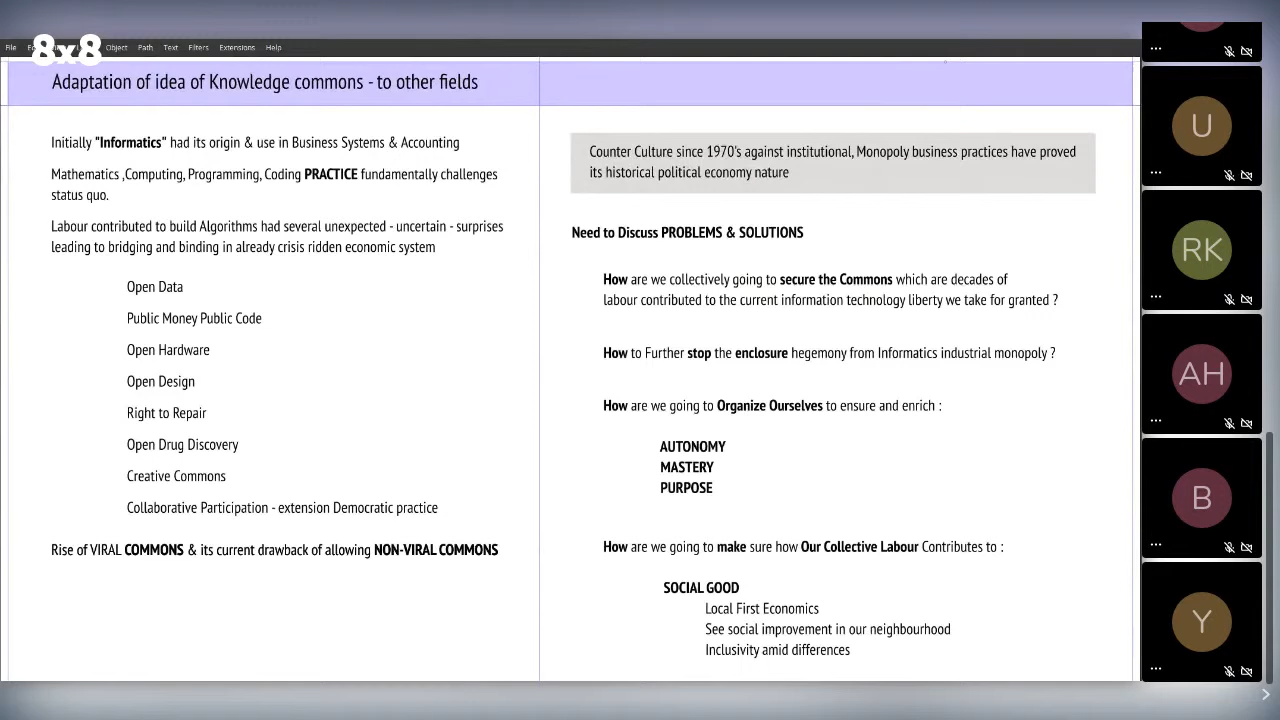 8x8
File
Object Path Text Filters Extensions Help
Adaptation of idea of Knowledge commons - to other fields
Initially "Informatics" had its origin & use in Business Systems & Accounting
Mathematics ,Computing, Programming, Coding PRACTICE fundamentally challenges
status quo.
Labour contributed to build Algorithms had several unexpected - uncertain - surprises
leading to bridging and binding in already crisis ridden economic system
Open Data
Public Money Public Code
Open Hardware
Open Design
Right to Repair
Open Drug Discovery
Creative Commons
Collaborative Participation - extension Democratic practice
Rise of VIRAL COMMONS & its current drawback of allowing NON-VIRAL COMMONS
Counter Culture since 1970's against institutional, Monopoly business practices have proved
its historical political economy nature
Need to Discuss PROBLEMS & SOLUTIONS
How are we collectively going to secure the Commons which are decades of
labour contributed to the current information technology liberty we take for granted ?
How to Further stop the enclosure hegemony from Informatics industrial monopoly ?
How are we going to Organize Ourselves to ensure and enrich :
AUTONOMY
MASTERY
PURPOSE
How are we going to make sure how Our Collective Labour Contributes to :
SOCIAL GOOD
Local First Economics
See social improvement in our neighbourhood
Inclusivity amid differences
U
RK
AH
B
Y